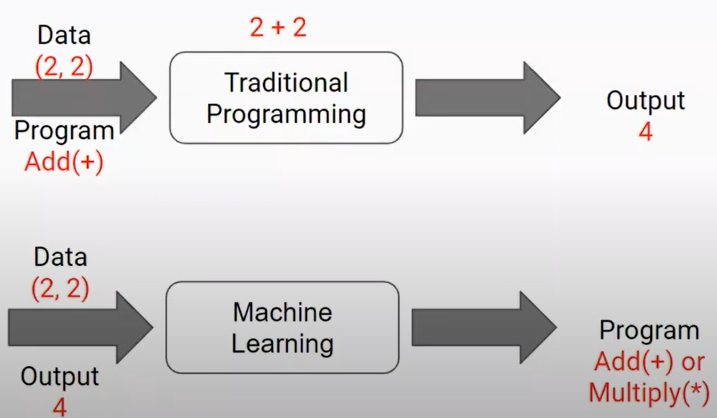 Data
(2, 2)
Program
Add(+)
2 + 2
Traditional
Programming
Output
4
Data
(2, 2)
Output
4
Machine
Learning
Program
Add(+) or
Multiply(*)